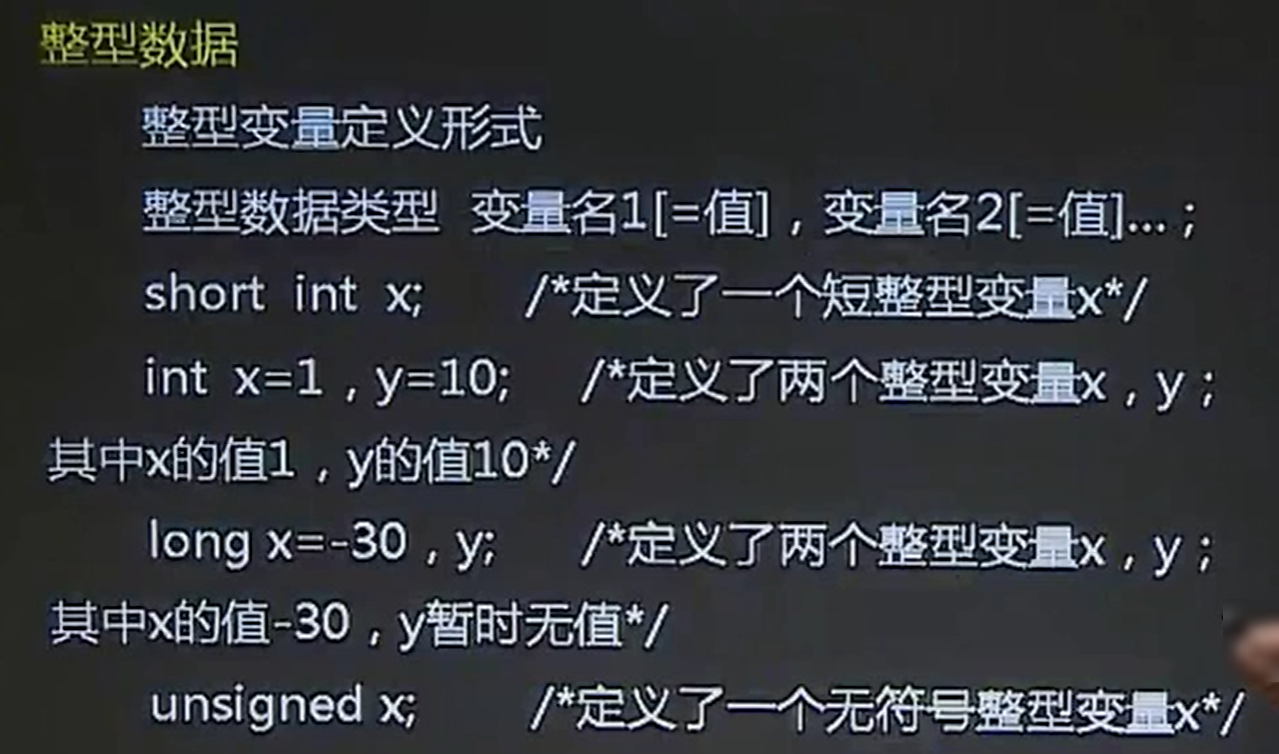 整型数据
整型变量定义形式
整型数据类型 变量名1[=值]，变量名2[=值]...；
short int x; /*定义了一个短整型变量x*/
int x=1，y=10; /*定义了两个整型变量x，y；
其中x的值1，y的值10*/
long x=-30，y; /*定义了两个整型变量x，y；
其中x的值-30，y暂时无值*/
unsigned x; /*定义了一个无符号整型变量x*/